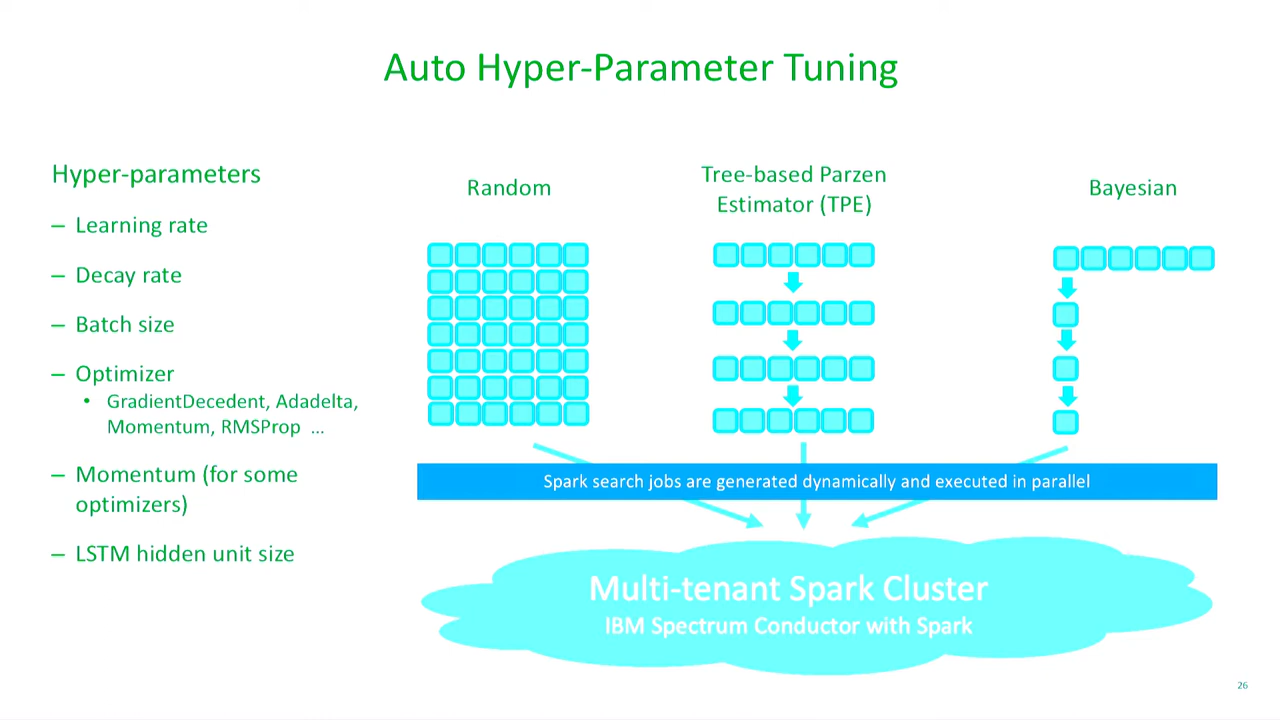 Auto Hyper-Parameter Tuning
Hyper-parameters
– Learning rate
– Decay rate
– Batch size
– Optimizer
• GradientDecedent, Adadelta,
Momentum, RMSProp ...
– Momentum (for some
optimizers)
– LSTM hidden unit size
Random
Tree-based Parzen
Estimator (TPE)
Bayesian
Spark search jobs are generated dynamically and executed in parallel
Multi-tenant Spark Cluster
IBM Spectrum Conductor with Spark
26